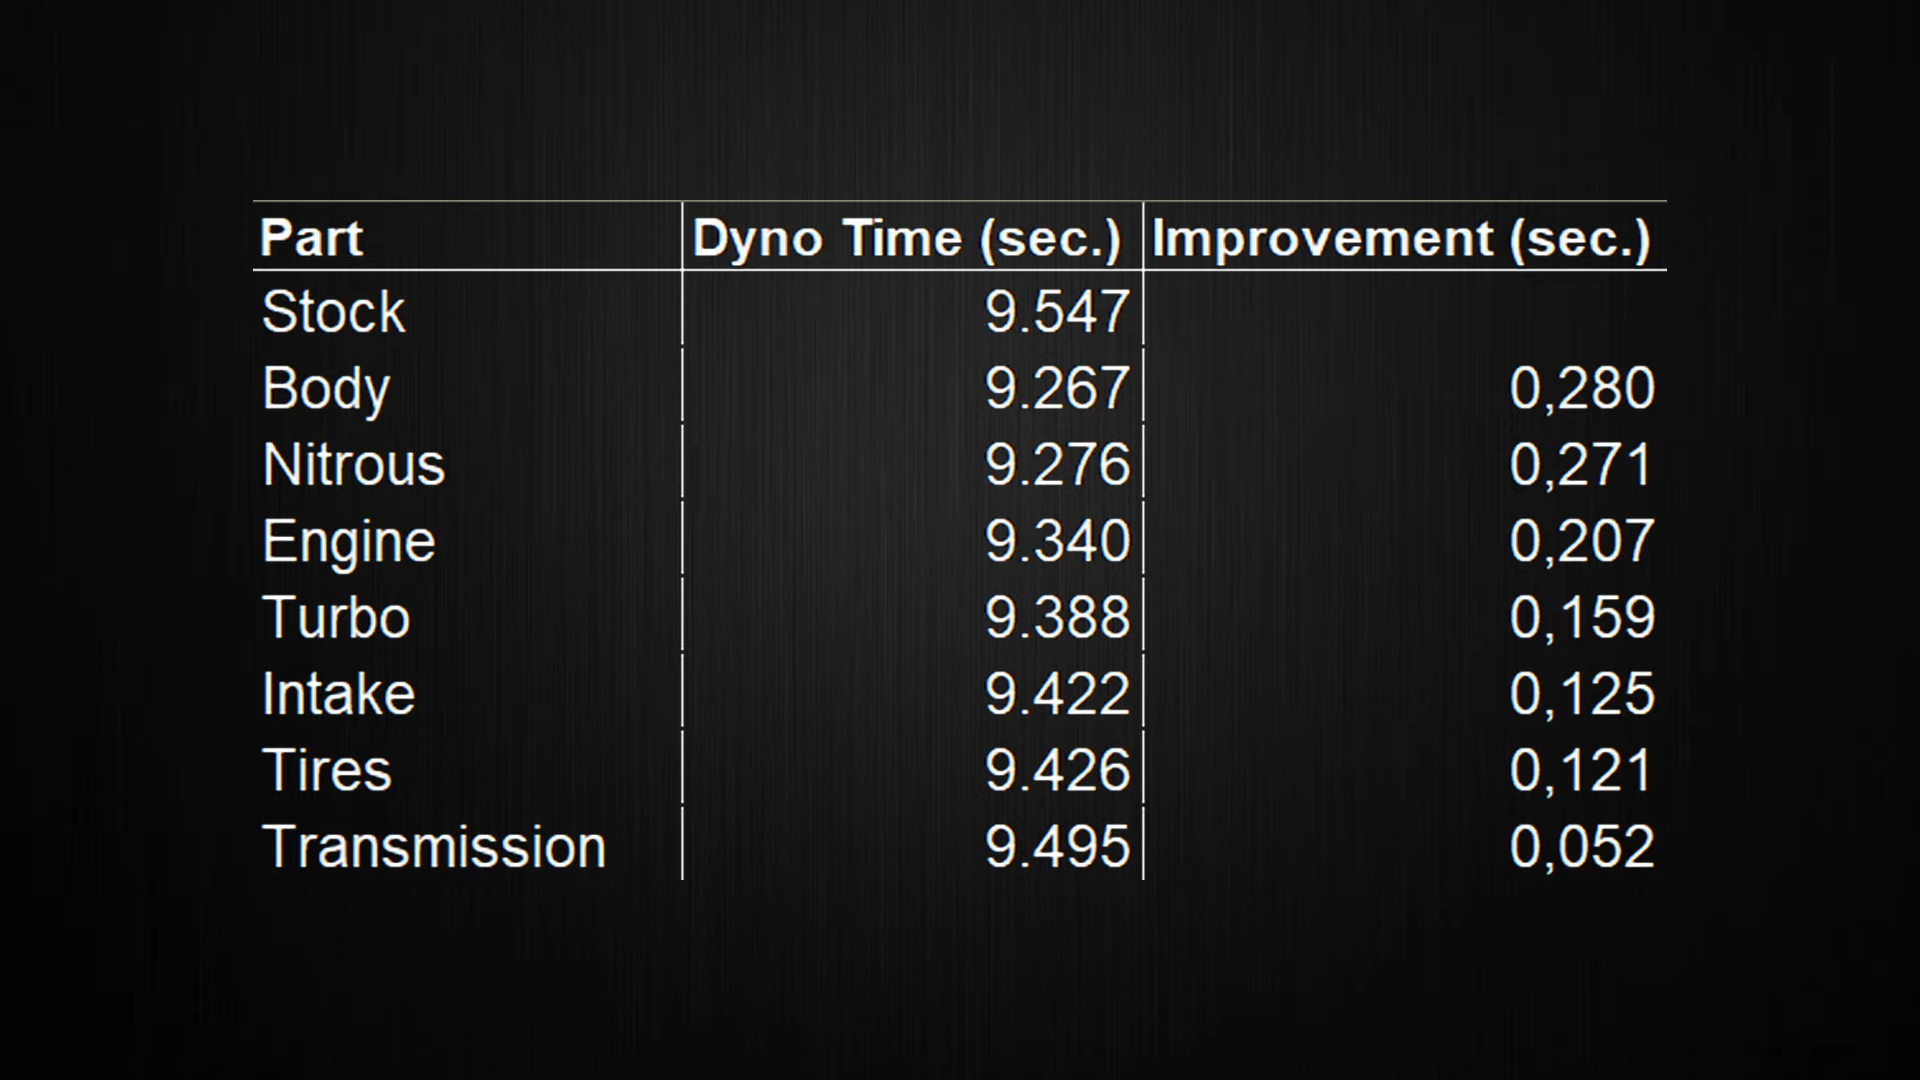 Part Dyno Time (sec.) Improvement (sec.)
Stock 9.547
Body 9.267 0,280
Nitrous 9.276 0,271
Engine 9.340 0,207
Turbo 9.388 0,159
Intake 9.422 0,125
Tires 9.426 0,121
Transmission 9.495 0,052